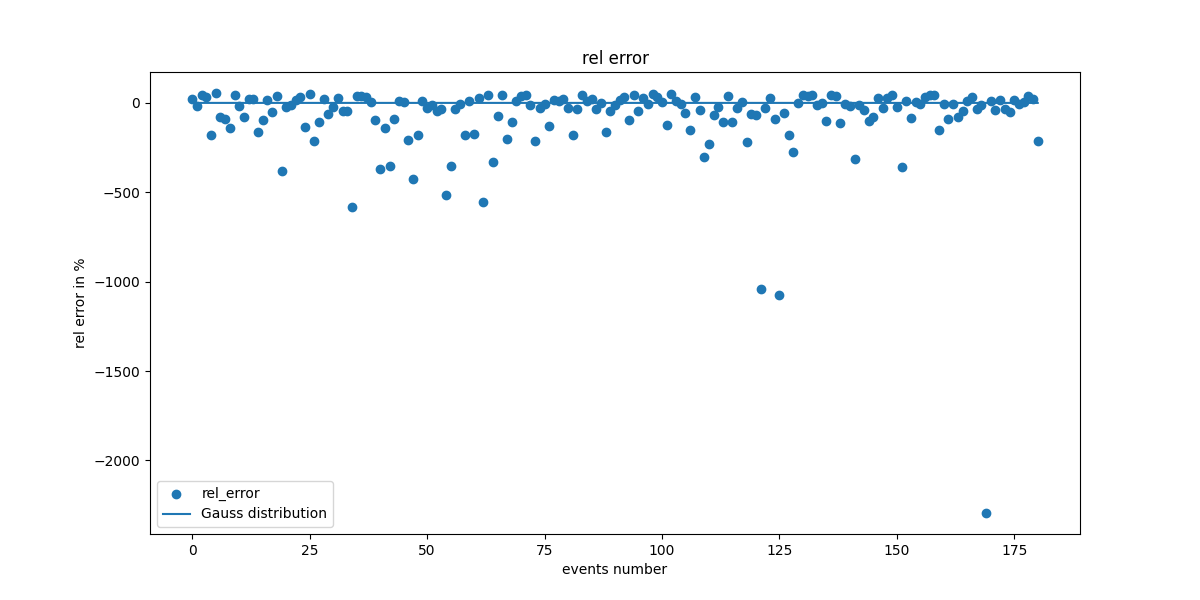 rel error
0
−500
−1000
−1500
−2000
rel error in %
rel_error
Gauss distribution
0
25
50
75
100
125
150
175
events number